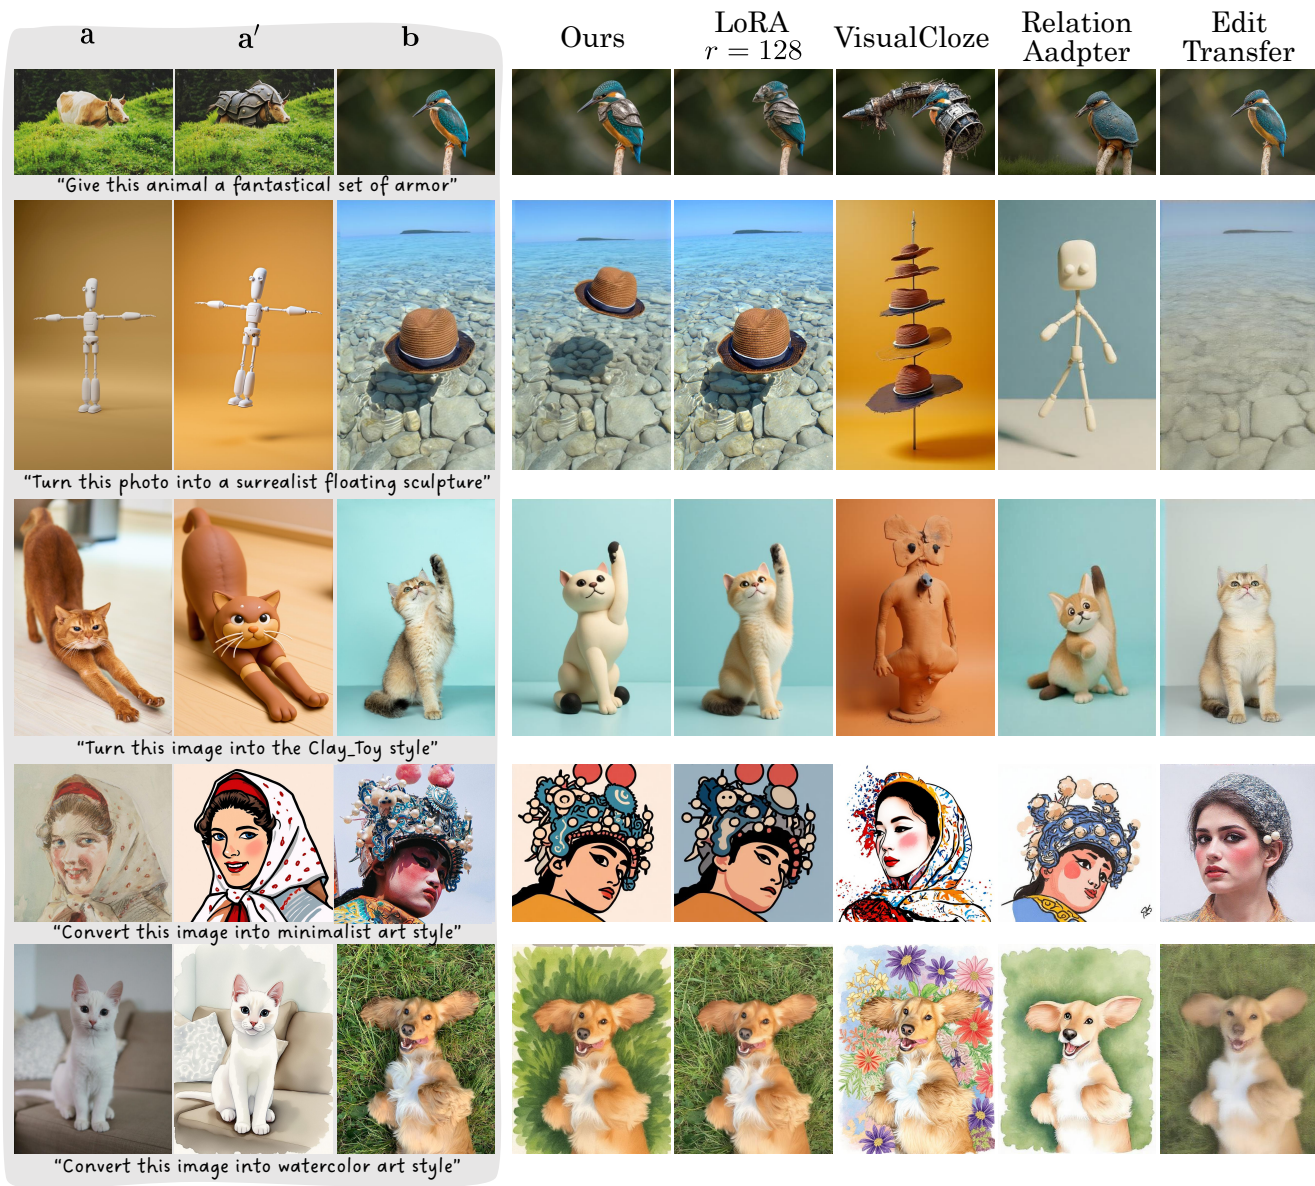 a a′ b Ours LoRA r = 128 VisualCloze Relation Aadpter Edit Transfer
“Give this animal a fantastical set of armor”
“Turn this photo into a surrealist floating sculpture”
“Turn this image into the Clay_Toy style”
“Convert this image into minimalist art style”
“Convert this image into watercolor art style”